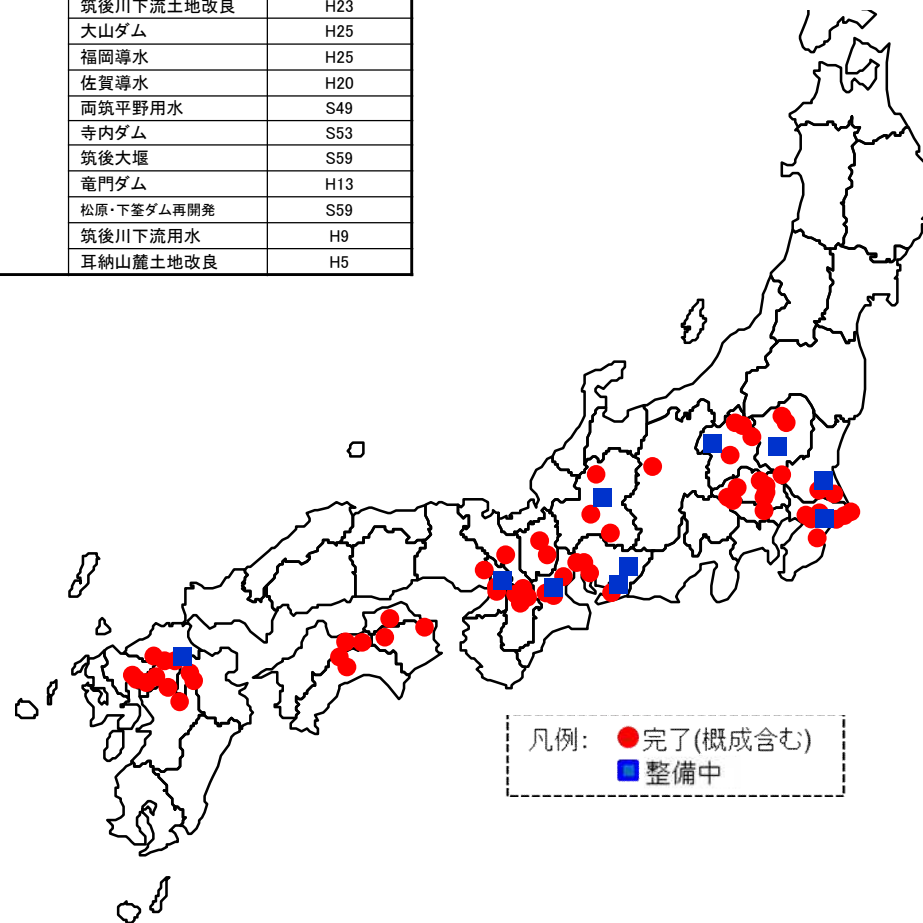 筑後川下流土地改良 H23
大山ダム H25
福岡導水 H25
佐賀導水 H20
両筑平野用水 S49
寺内ダム S53
筑後大堰 S59
竜門ダム H13
松原・下筌ダム再開発 S59
筑後川下流用水 H9
耳納山麓土地改良 H5
凡例: 完了(概成含む)
整備中